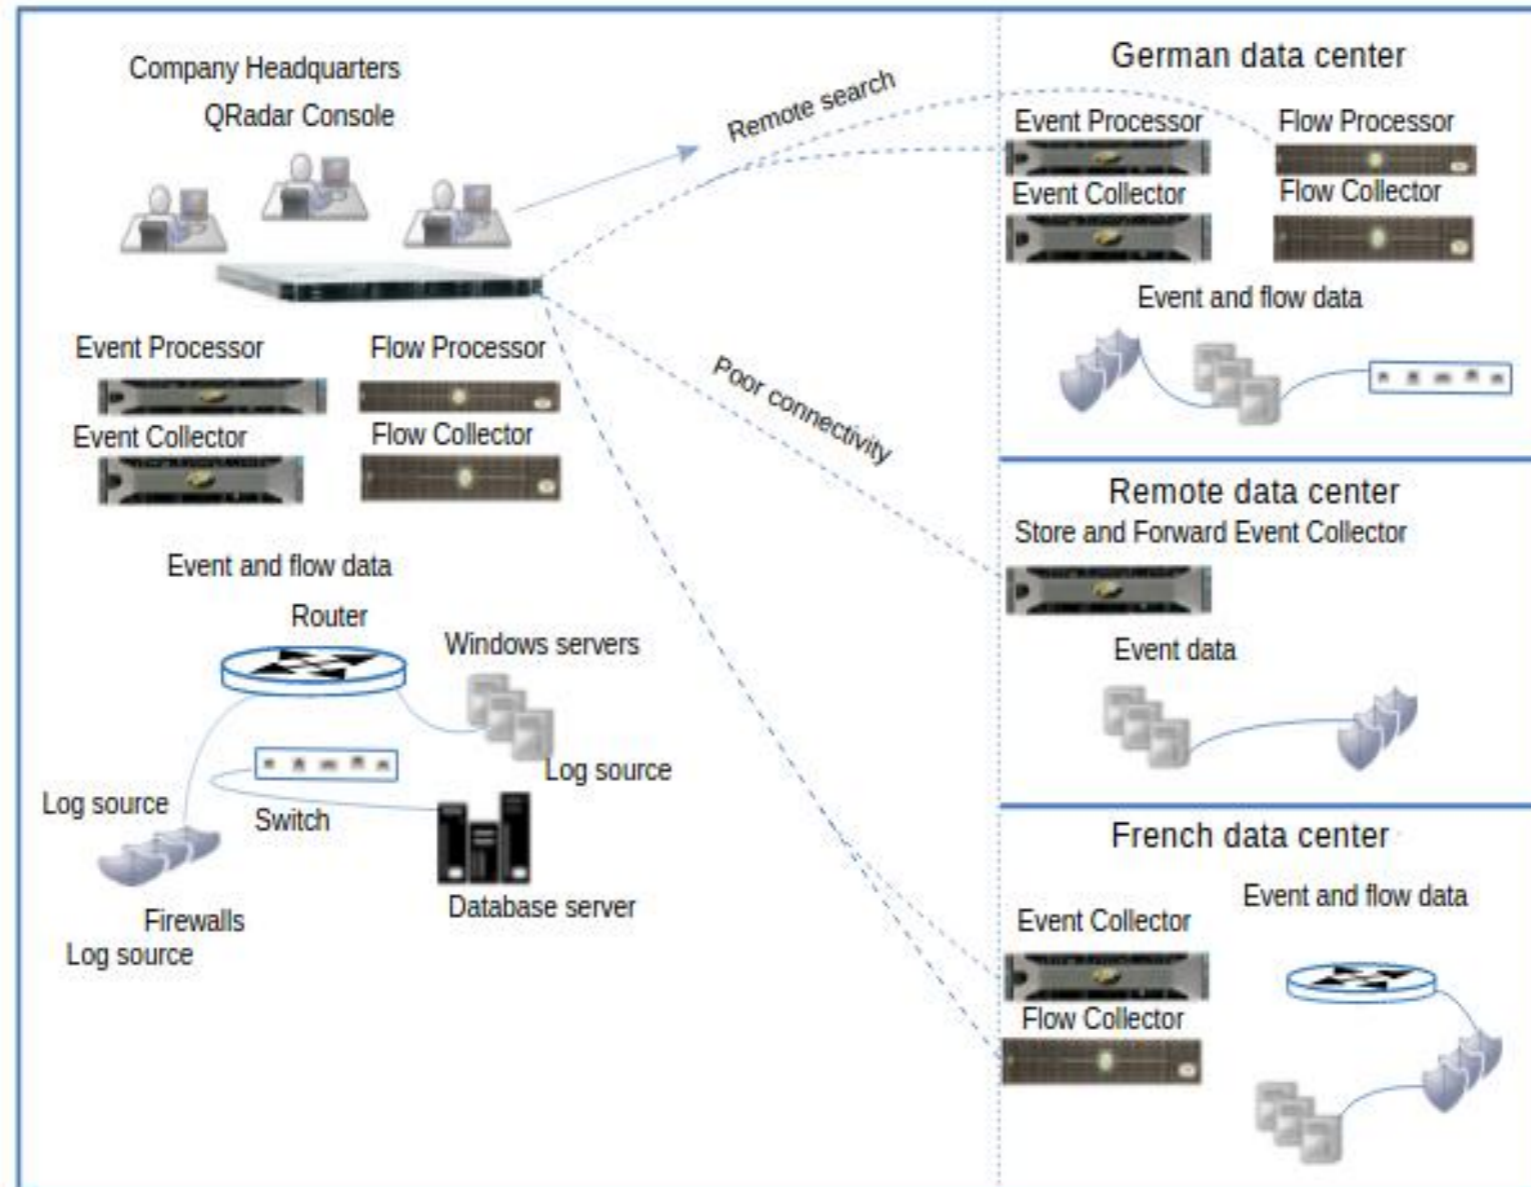 Company Headquarters
QRadar Console
Remote search
Event Processor
Flow Processor
Event Collector
Flow Collector
Poor connectivity
Event and flow data
Router
Windows servers
Log source
Log source
Switch
Firewalls
Log source
Database server
German data center
Event Processor
Flow Processor
Event Collector
Flow Collector
Event and flow data
Remote data center
Store and Forward Event Collector
Event data
French data center
Event and flow data
Event Collector
Flow Collector